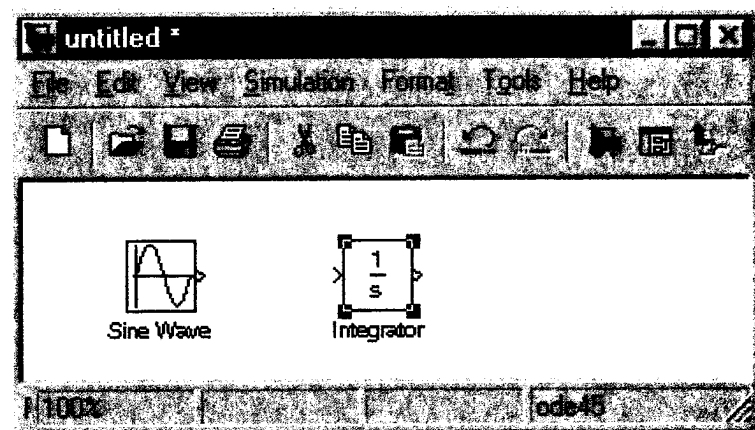 untitled *
File Edit View Simulation Format Tools Help
1
s
Sine Wave Integrator
100% ode45